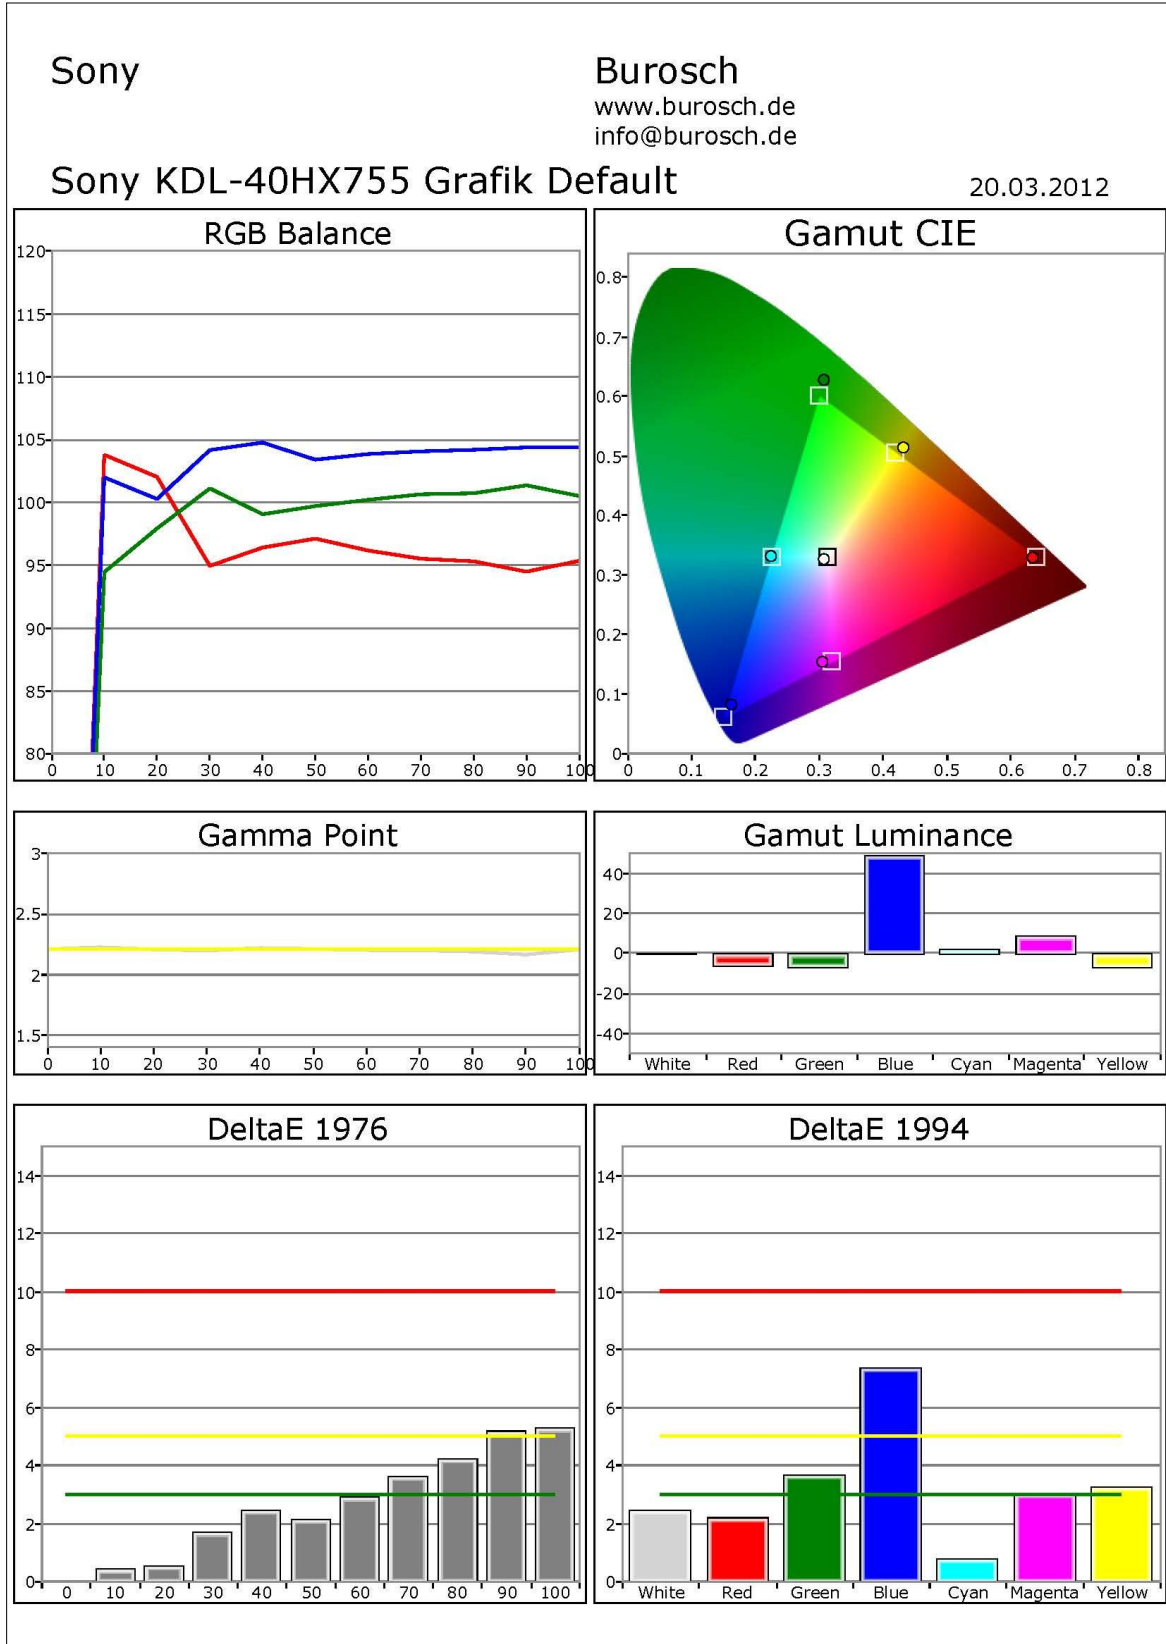 Sony
Burosch
www.burosch.de
info@burosch.de
Sony KDL-40HX755 Grafik Default
20.03.2012
RGB Balance
120
115
110
105
100
95
90
85
80
0 10 20 30 40 50 60 70 80 90 100
Gamut CIE
0.8
0.7
0.6
0.5
0.4
0.3
0.2
0.1
0
0 0.1 0.2 0.3 0.4 0.5 0.6 0.7 0.8
Gamma Point
3
2.5
2
1.5
0 10 20 30 40 50 60 70 80 90 100
Gamut Luminance
40
20
0
-20
-40
White Red Green Blue Cyan Magenta Yellow
DeltaE 1976
14
12
10
8
6
4
2
0
0 10 20 30 40 50 60 70 80 90 100
DeltaE 1994
14
12
10
8
6
4
2
0
White Red Green Blue Cyan Magenta Yellow